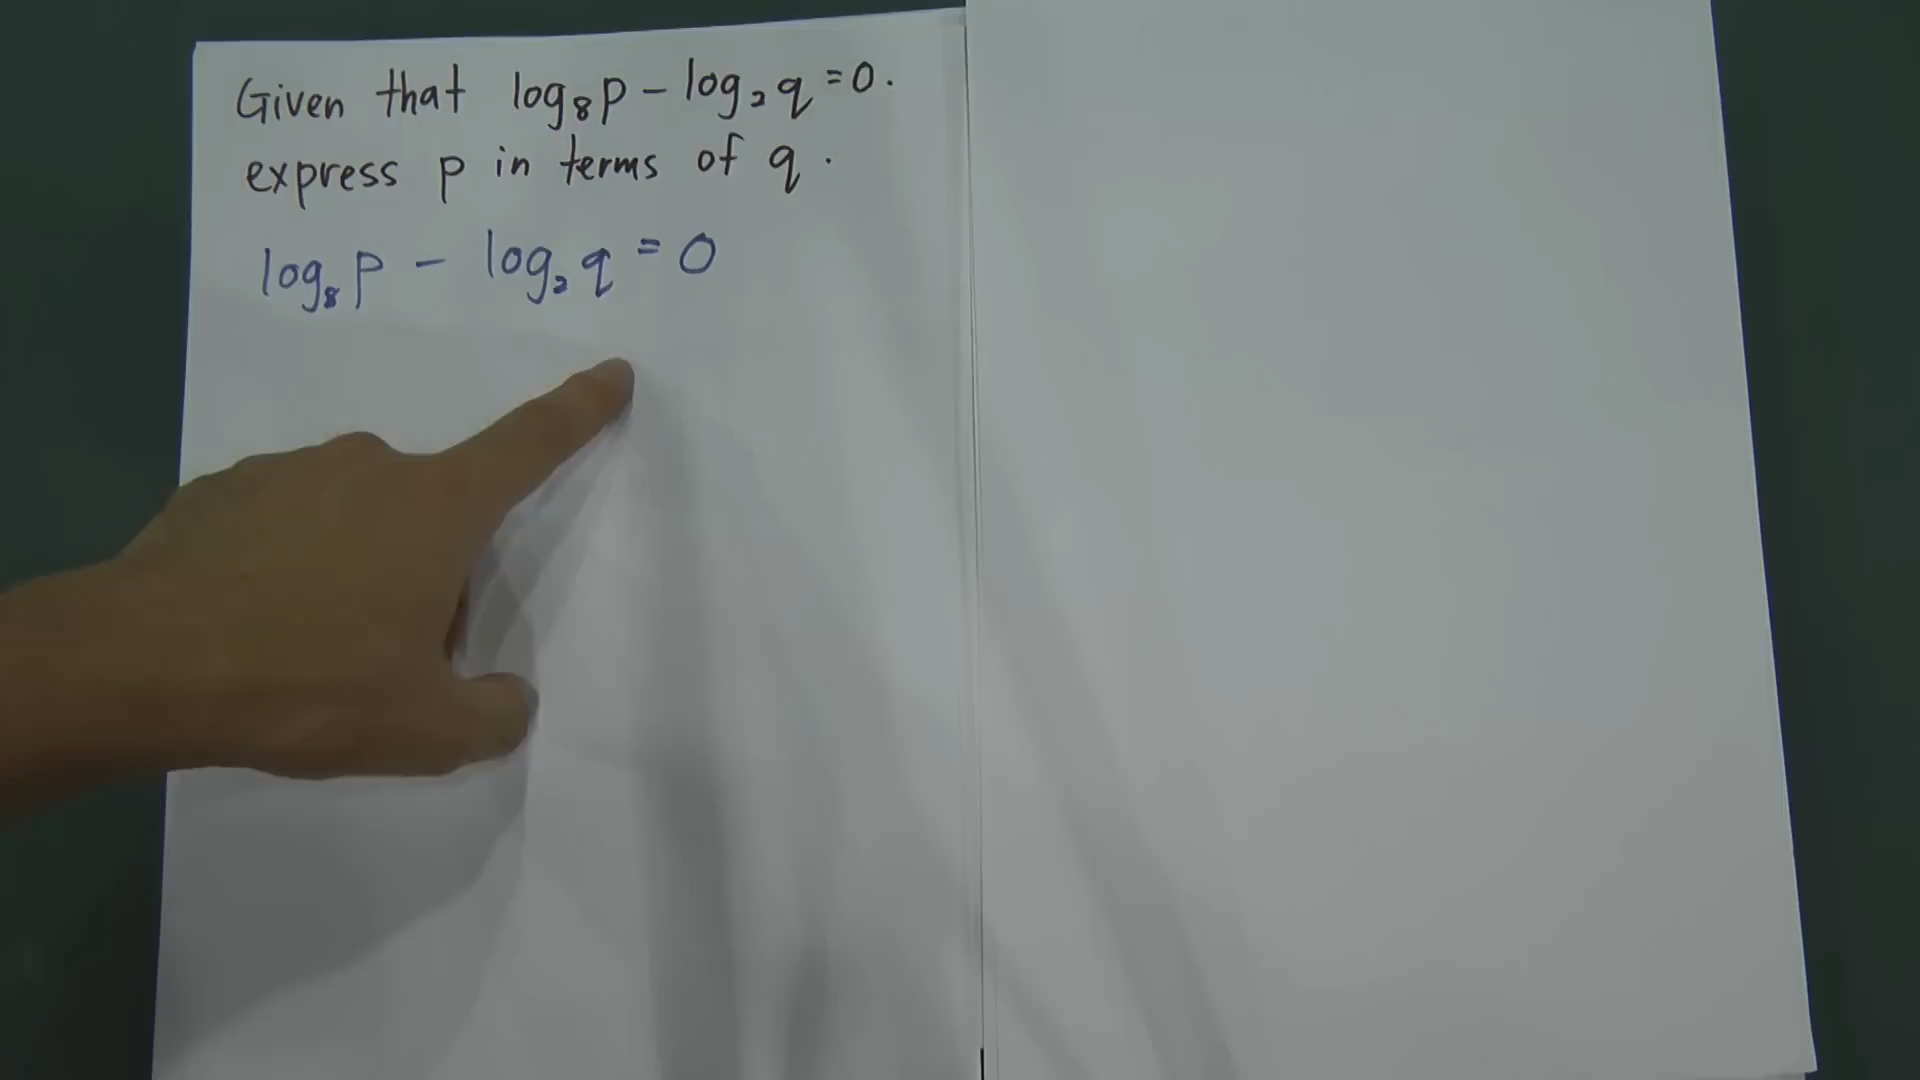 Given that log₈p - log₂q = 0.
express p in terms of q.
log₈p - log₂q = 0